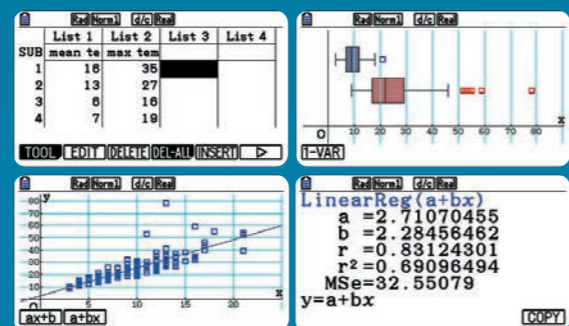 Rad Norm1 d/c Real
List 1 List 2 List 3 List 4
SUB mean te max tem
1 16 35
2 13 27
3 6 16
4 7 19
TOOL EDIT DELETE DEL-ALL INSERT ▷
Rad Norm1 d/c Real
x
O 10 20 30 40 50 60 70 80
1-VAR
Rad Norm1 d/c Real
y
80
70
60
50
40
30
20
10
x
O 5 10 15 20
ax+b a+bx
Rad Norm1 d/c Real
LinearReg(a+bx)
a =2.71070455
b =2.28456462
r =0.83124301
r²=0.69096494
MSe=32.55079
y=a+bx
COPY